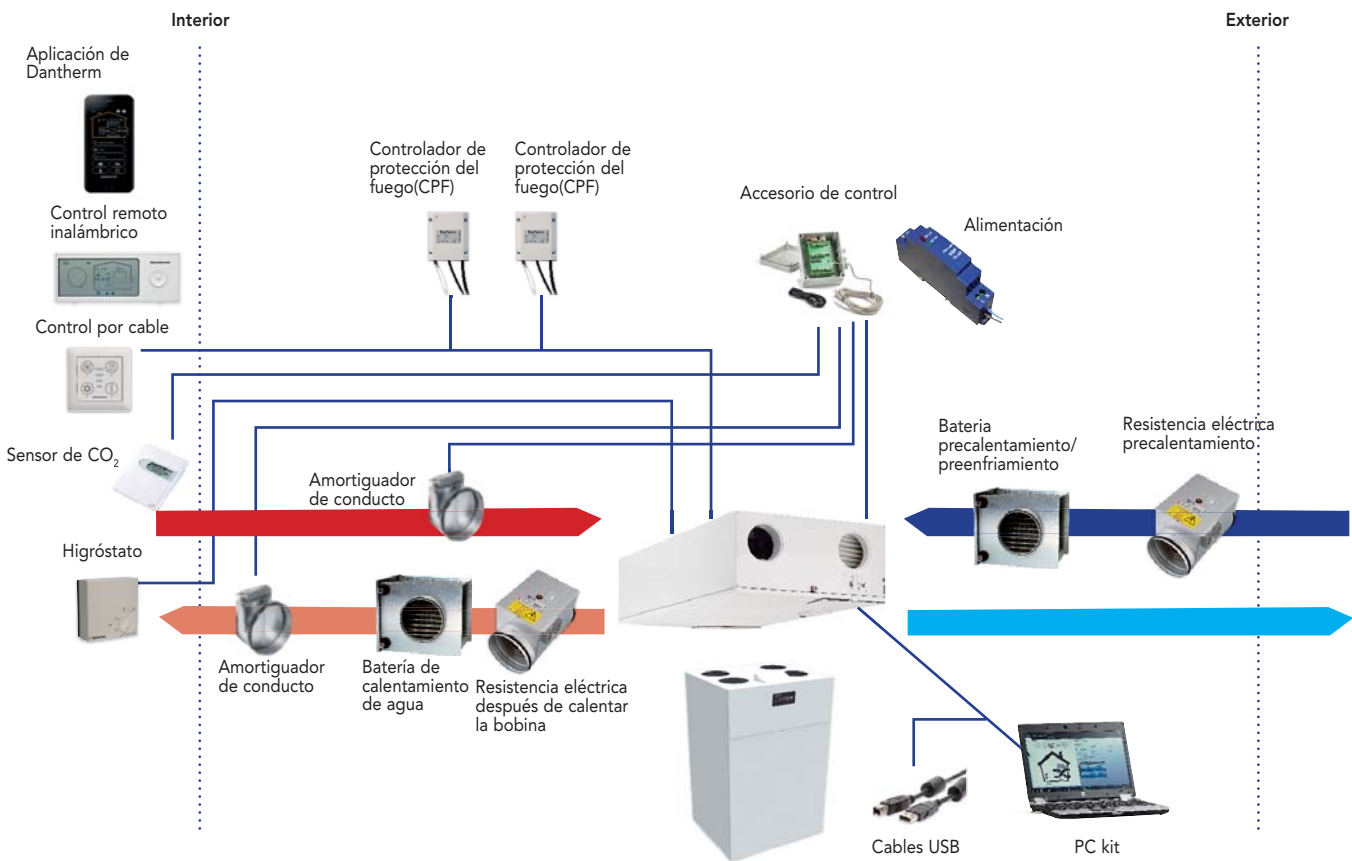 Interior
Exterior
Aplicación de
Dantherm
Control remoto
inalámbrico
Control por cable
Sensor de CO₂
Higróstato
Controlador de
protección del
fuego(CPF)
Controlador de
protección del
fuego(CPF)
Accesorio de control
Alimentación
Amortiguador
de conducto
Bateria
precalentamiento/
preenfriamiento
Resistencia eléctrica
precalentamiento
Amortiguador
de conducto
Batería de
calentamiento
de agua
Resistencia eléctrica
después de calentar
la bobina
Cables USB
PC kit